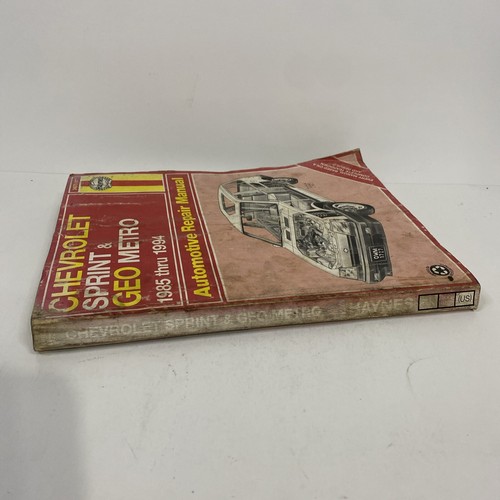 CHEVROLET
SPRINT &
GEO METRO
1985 thru 1994
Automotive Repair Manual
CHEVROLET SPRINT & GEO METRO HAYNES (US)